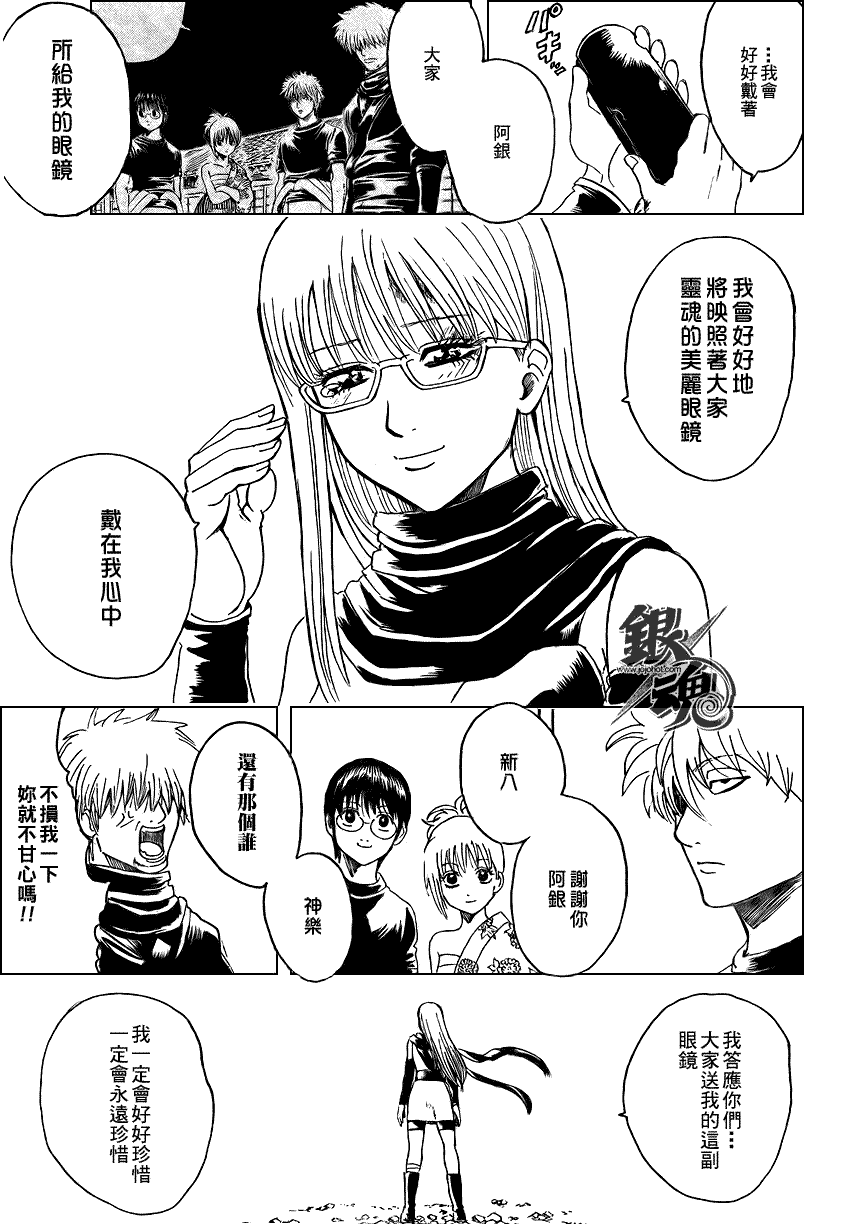 …我會
好好戴著
パキッ
大家
阿銀
所給我的眼鏡
我會好好地
將映照著大家
靈魂的美麗眼鏡
戴在我心中
銀魂
www.jojohot.com
新八
謝謝你
阿銀
神樂
還有那個誰
不損我一下
妳就不甘心嗎!!
我答應你們…
大家送我的這副
眼鏡
我一定會好好珍惜
一定會永遠珍惜